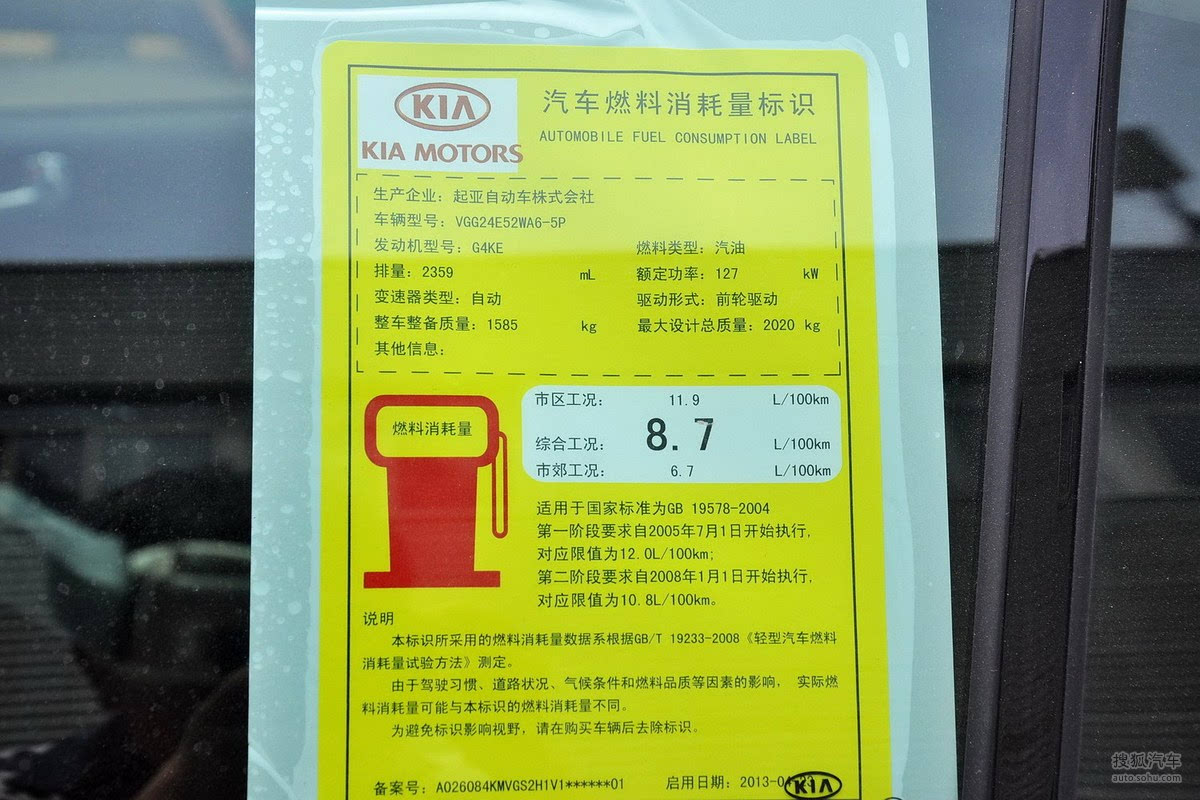 KIA
KIA MOTORS
汽车燃料消耗量标识
AUTOMOBILE FUEL CONSUMPTION LABEL
生产企业：起亚自动车株式会社
车辆型号：VGG24E52WA6-5P
发动机型号：G4KE 燃料类型：汽油
排量：2359 mL 额定功率：127 kW
变速器类型：自动 驱动形式：前轮驱动
整车整备质量：1585 kg 最大设计总质量：2020 kg
其他信息：
燃料消耗量
市区工况： 11.9 L/100km
综合工况： 8.7 L/100km
市郊工况： 6.7 L/100km
适用于国家标准为GB 19578-2004
第一阶段要求自2005年7月1日开始执行，
对应限值为12.0L/100km；
第二阶段要求自2008年1月1日开始执行，
对应限值为10.8L/100km。
说明
本标识所采用的燃料消耗量数据系根据GB/T 19233-2008《轻型汽车燃料
消耗量试验方法》测定。
由于驾驶习惯、道路状况、气候条件和燃料品质等因素的影响， 实际燃
料消耗量可能与本标识的燃料消耗量不同。
为避免标识影响视野，请在购买车辆后去除标识。
备案号：A026084KMVGS2H1V1******01 启用日期：2013-
KIA
搜狐汽车
auto.sohu.com